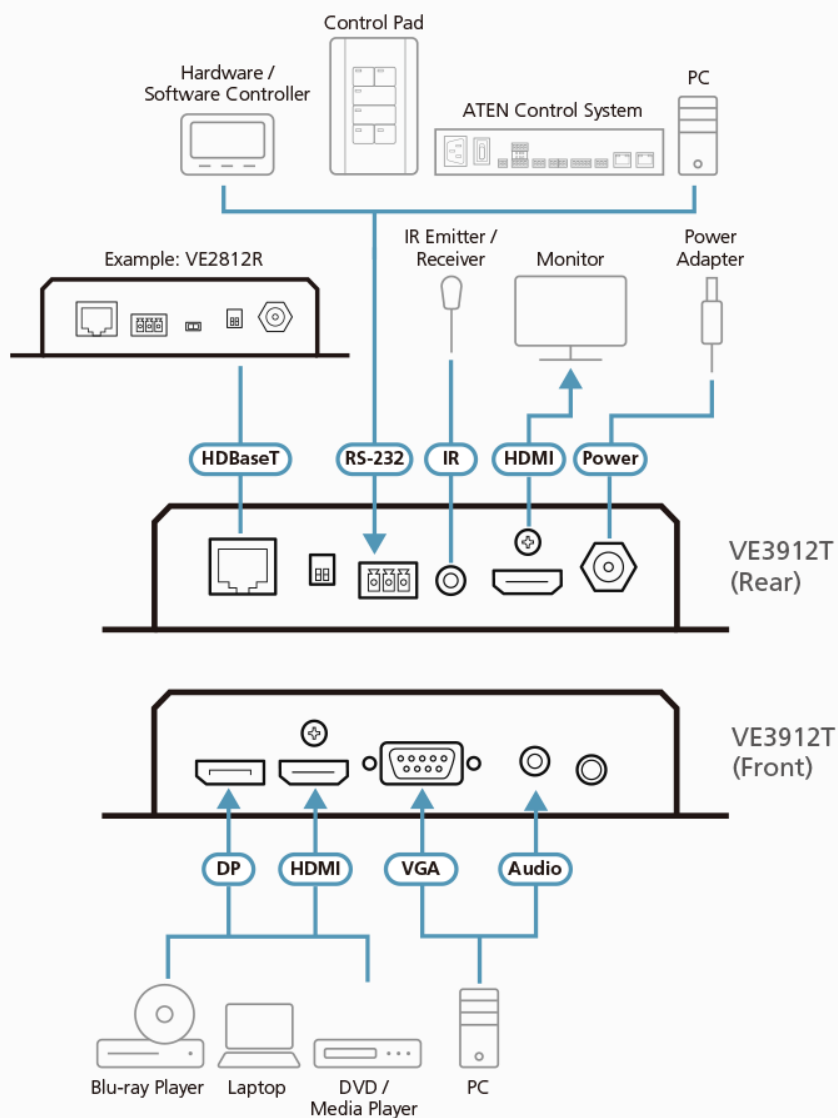 Control Pad
Hardware /
Software Controller
ATEN Control System
PC
Example: VE2812R
IR Emitter /
Receiver
Monitor
Power
Adapter
HDBaseT
RS-232
IR
HDMI
Power
VE3912T
(Rear)
VE3912T
(Front)
DP
HDMI
VGA
Audio
Blu-ray Player
Laptop
DVD /
Media Player
PC